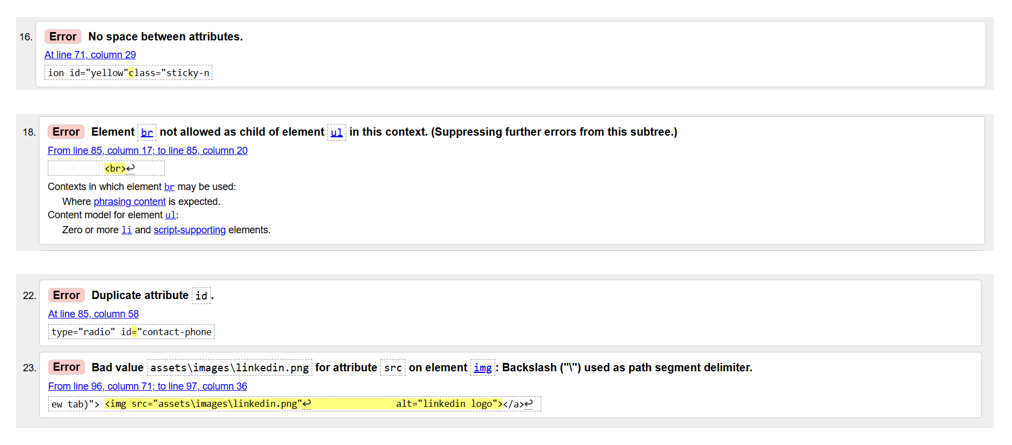 16. Error No space between attributes.
At line 71, column 29
ion id="yellow"class="sticky-n
18. Error Element br not allowed as child of element ul in this context. (Suppressing further errors from this subtree.)
From line 85, column 17; to line 85, column 20
<br>↩
Contexts in which element br may be used:
Where phrasing content is expected.
Content model for element ul:
Zero or more li and script-supporting elements.
22. Error Duplicate attribute id.
At line 85, column 58
type="radio" id="contact-phone
23. Error Bad value assets\images\linkedin.png for attribute src on element img: Backslash ("\") used as path segment delimiter.
From line 96, column 71; to line 97, column 36
ew tab)"> <img src="assets\images\linkedin.png"↩ alt="linkedin logo"></a>↩